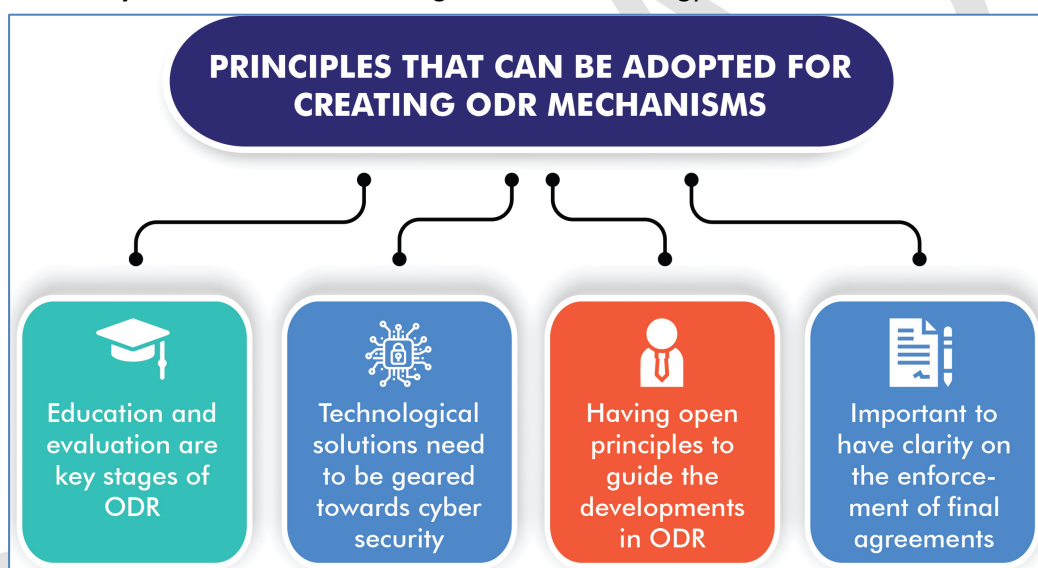 PRINCIPLES THAT CAN BE ADOPTED FOR
CREATING ODR MECHANISMS
Education and
evaluation are
key stages of
ODR
Technological
solutions need
to be geared
towards cyber
security
Having open
principles to
guide the
developments
in ODR
Important to
have clarity on
the enforce-
ment of final
agreements